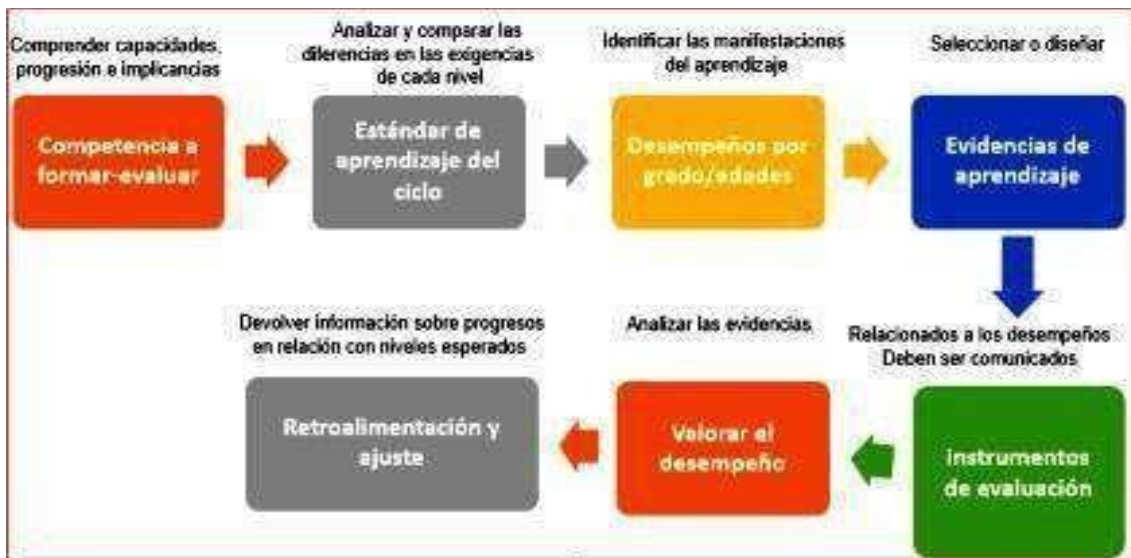 Comprender capacidades,
progresión e implicancias
Competencia a
formar-evaluar
Analizar y comparar las
diferencias en las exigencias
de cada nivel
Estándar de
aprendizaje del
ciclo
Identificar las manifestaciones
del aprendizaje
Desempeños por
grado/edades
Seleccionar o diseñar
Evidencias de
aprendizaje
Relacionados a los desempeños
Deben ser comunicados
instrumentos
de evaluación
Analizar las evidencias
Valorar el
desempeño
Devolver información sobre progresos
en relación con niveles esperados
Retroalimentación y
ajuste